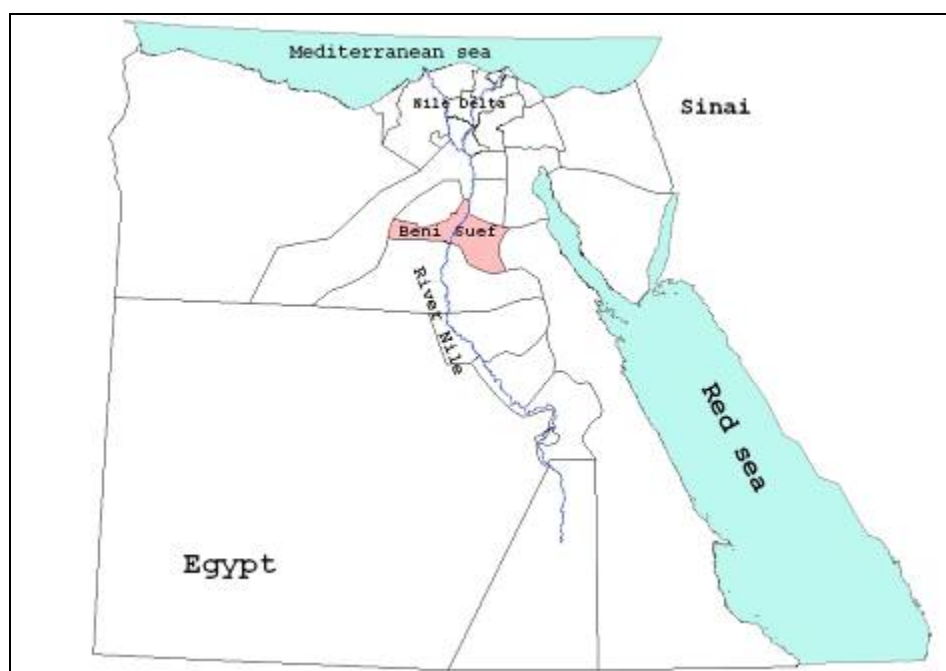 Mediterranean sea
Nile Delta
Sinai
Beni Suef
River Nile
Red sea
Egypt